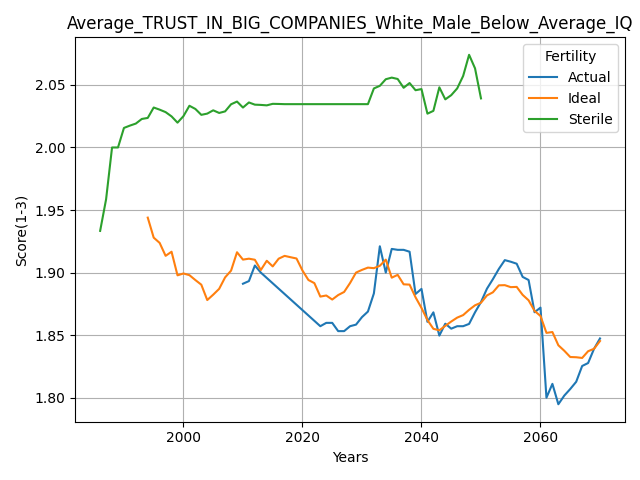 Average_TRUST_IN_BIG_COMPANIES_White_Male_Below_Average_IQ
Fertility
Actual
Ideal
Sterile
Score(1-3)
2.05
2.00
1.95
1.90
1.85
1.80
2000
2020
2040
2060
Years